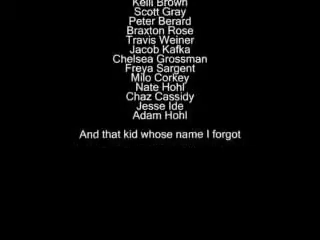 Kelli Brown
Scott Gray
Peter Berard
Braxton Rose
Travis Weiner
Jacob Kafka
Chelsea Grossman
Freya Sargent
Milo Corkey
Nate Hohl
Chaz Cassidy
Jesse Ide
Adam Hohl
And that kid whose name I forgot